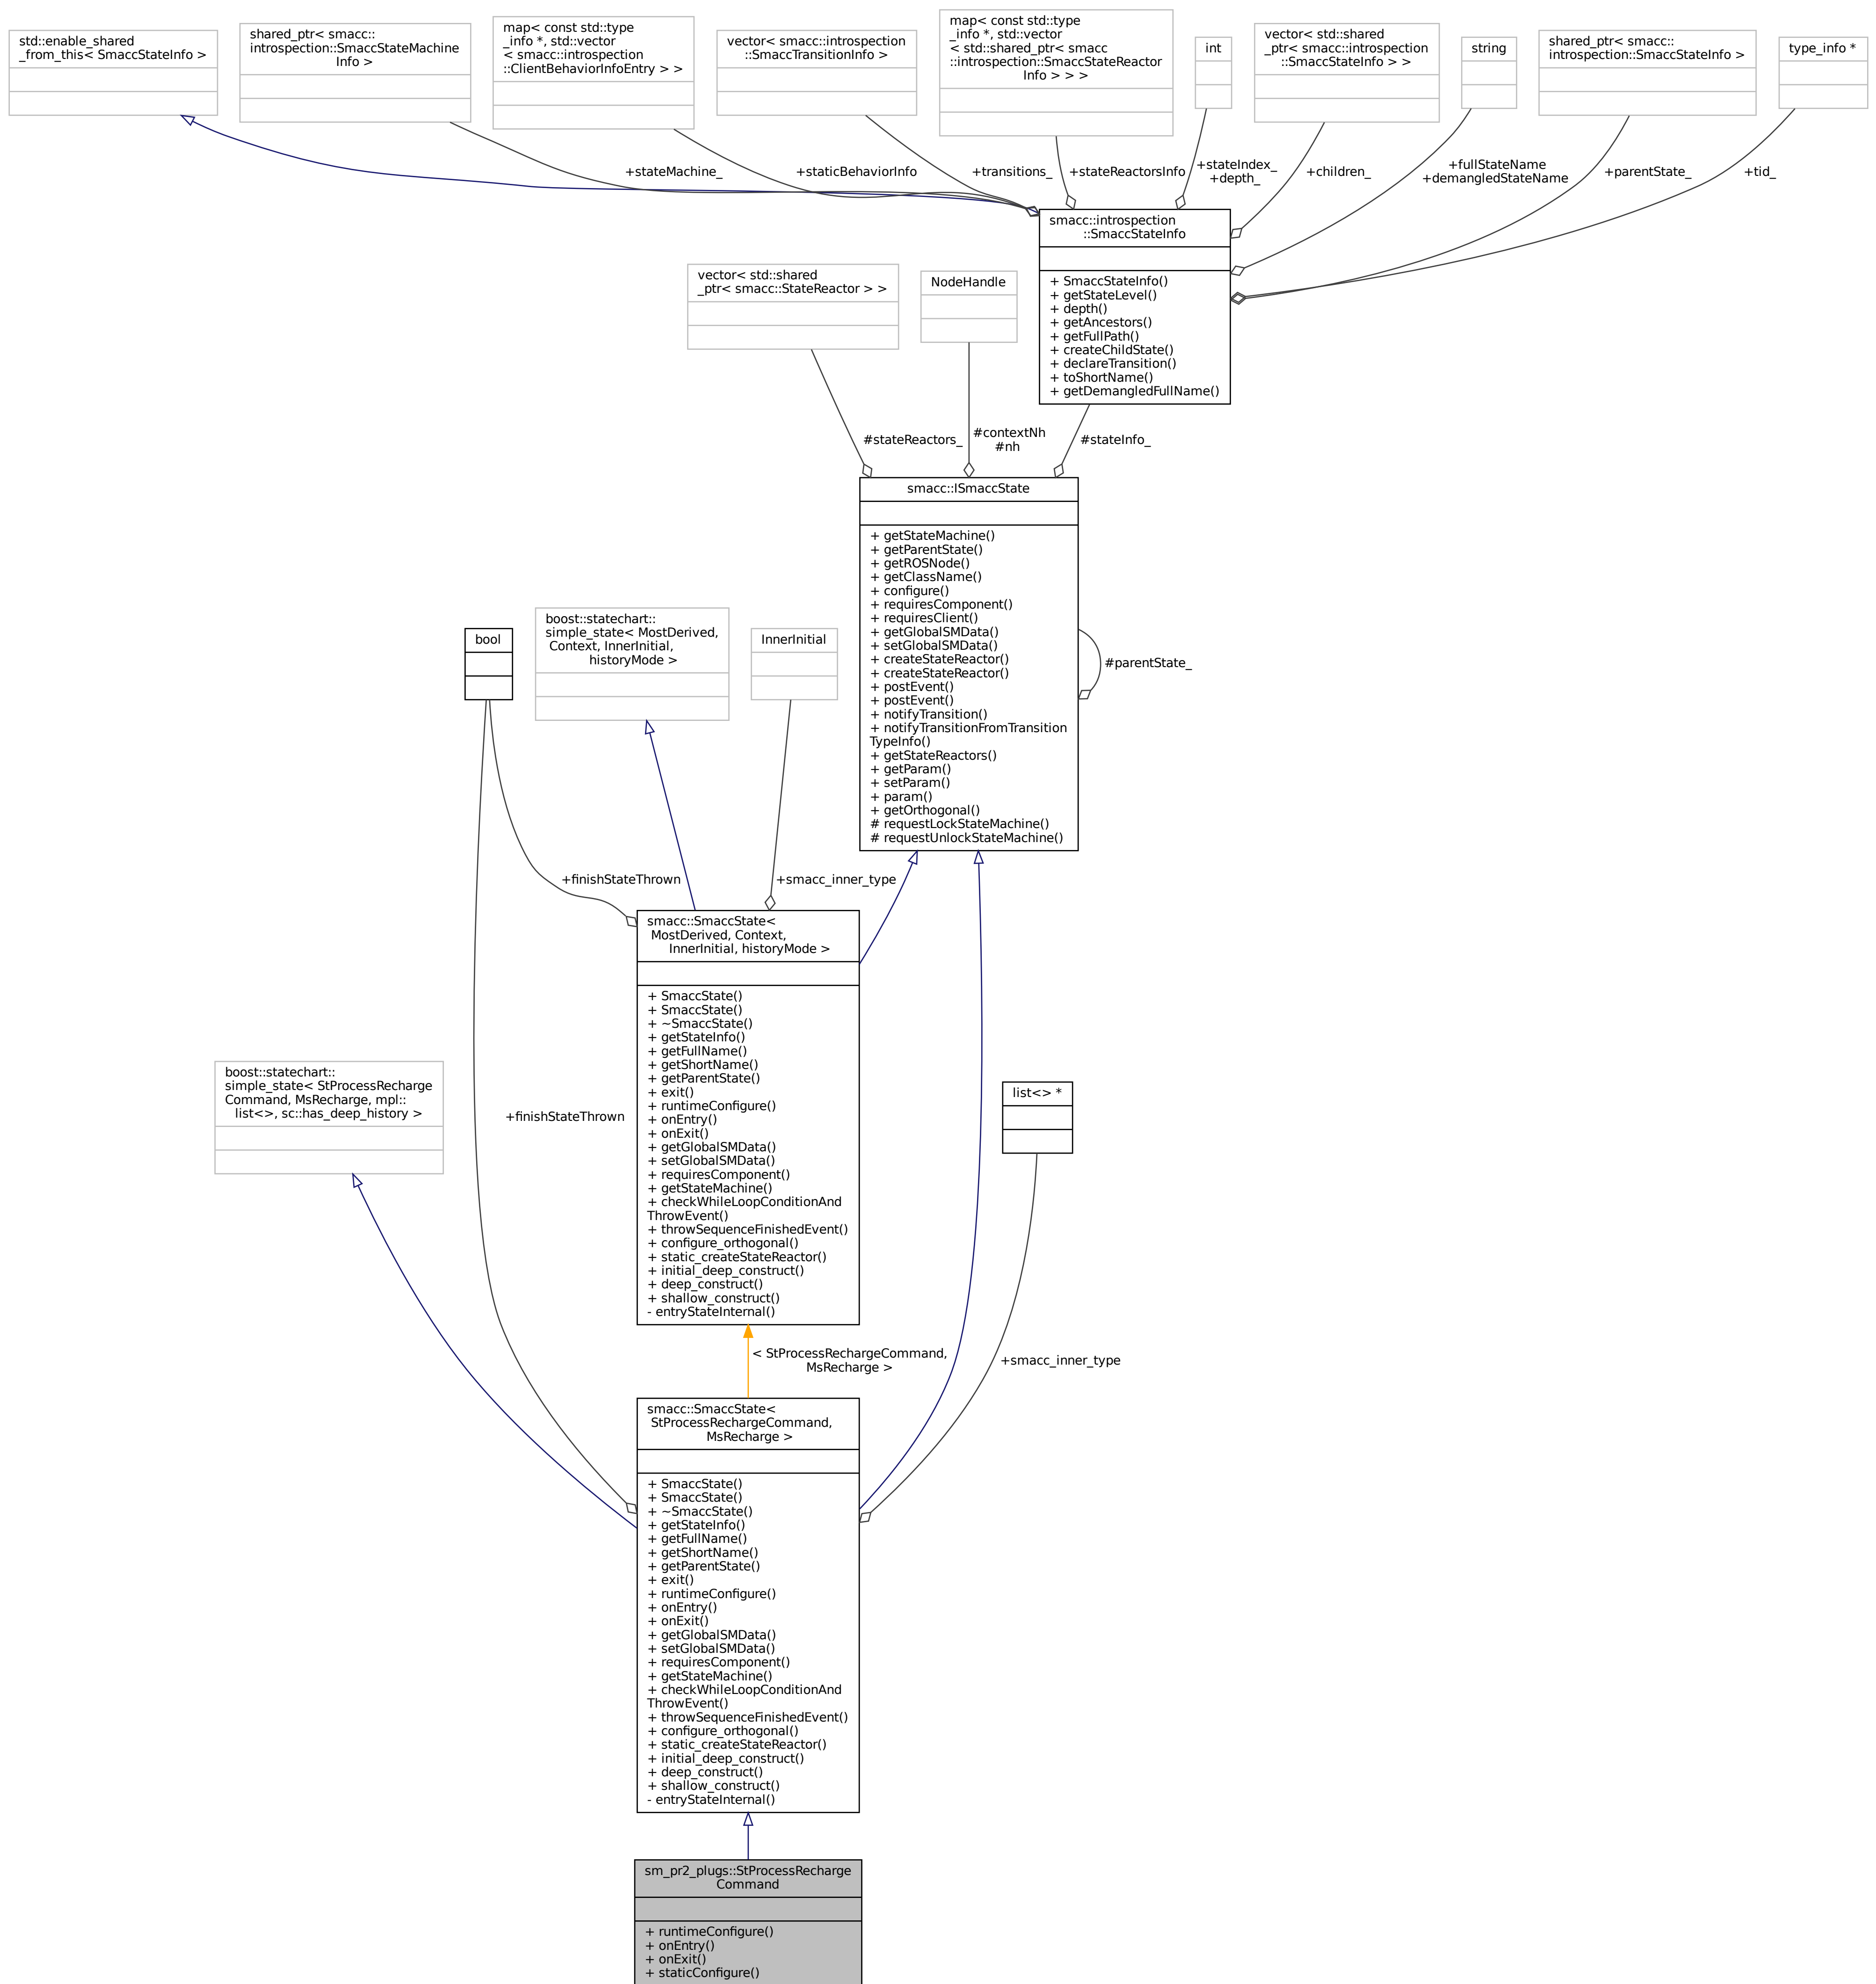 std::enable_shared
_from_this< SmaccStateInfo >
shared_ptr< smacc::
introspection::SmaccStateMachine
Info >
map< const std::type
_info *, std::vector
< smacc::introspection
::ClientBehaviorInfoEntry > >
vector< smacc::introspection
::SmaccTransitionInfo >
map< const std::type
_info *, std::vector
< std::shared_ptr< smacc
::introspection::SmaccStateReactor
Info > > >
int
vector< std::shared
_ptr< smacc::introspection
::SmaccStateInfo > >
string
shared_ptr< smacc::
introspection::SmaccStateInfo >
type_info *
+stateMachine_
+staticBehaviorInfo
+transitions_
+stateReactorsInfo
+stateIndex_
+depth_
+children_
+fullStateName
+demangledStateName
+parentState_
+tid_
smacc::introspection
::SmaccStateInfo
+ SmaccStateInfo()
+ getStateLevel()
+ depth()
+ getAncestors()
+ getFullPath()
+ createChildState()
+ declareTransition()
+ toShortName()
+ getDemangledFullName()
vector< std::shared
_ptr< smacc::StateReactor > >
NodeHandle
#stateReactors_
#contextNh
#nh
#stateInfo_
smacc::ISmaccState
+ getStateMachine()
+ getParentState()
+ getROSNode()
+ getClassName()
+ configure()
+ requiresComponent()
+ requiresClient()
+ getGlobalSMData()
+ setGlobalSMData()
+ createStateReactor()
+ createStateReactor()
+ postEvent()
+ postEvent()
+ notifyTransition()
+ notifyTransitionFromTransition
TypeInfo()
+ getStateReactors()
+ getParam()
+ setParam()
+ param()
+ getOrthogonal()
# requestLockStateMachine()
# requestUnlockStateMachine()
#parentState_
bool
boost::statechart::
simple_state< MostDerived,
Context, InnerInitial,
historyMode >
InnerInitial
+finishStateThrown
+smacc_inner_type
smacc::SmaccState<
MostDerived, Context,
InnerInitial, historyMode >
+ SmaccState()
+ SmaccState()
+ ~SmaccState()
+ getStateInfo()
+ getFullName()
+ getShortName()
+ getParentState()
+ exit()
+ runtimeConfigure()
+ onEntry()
+ onExit()
+ getGlobalSMData()
+ setGlobalSMData()
+ requiresComponent()
+ getStateMachine()
+ checkWhileLoopConditionAnd
ThrowEvent()
+ throwSequenceFinishedEvent()
+ configure_orthogonal()
+ static_createStateReactor()
+ initial_deep_construct()
+ deep_construct()
+ shallow_construct()
- entryStateInternal()
boost::statechart::
simple_state< StProcessRecharge
Command, MsRecharge, mpl::
list<>, sc::has_deep_history >
+finishStateThrown
list<> *
< StProcessRechargeCommand,
MsRecharge >
+smacc_inner_type
smacc::SmaccState<
StProcessRechargeCommand,
MsRecharge >
+ SmaccState()
+ SmaccState()
+ ~SmaccState()
+ getStateInfo()
+ getFullName()
+ getShortName()
+ getParentState()
+ exit()
+ runtimeConfigure()
+ onEntry()
+ onExit()
+ getGlobalSMData()
+ setGlobalSMData()
+ requiresComponent()
+ getStateMachine()
+ checkWhileLoopConditionAnd
ThrowEvent()
+ throwSequenceFinishedEvent()
+ configure_orthogonal()
+ static_createStateReactor()
+ initial_deep_construct()
+ deep_construct()
+ shallow_construct()
- entryStateInternal()
sm_pr2_plugs::StProcessRecharge
Command
+ runtimeConfigure()
+ onEntry()
+ onExit()
+ staticConfigure()